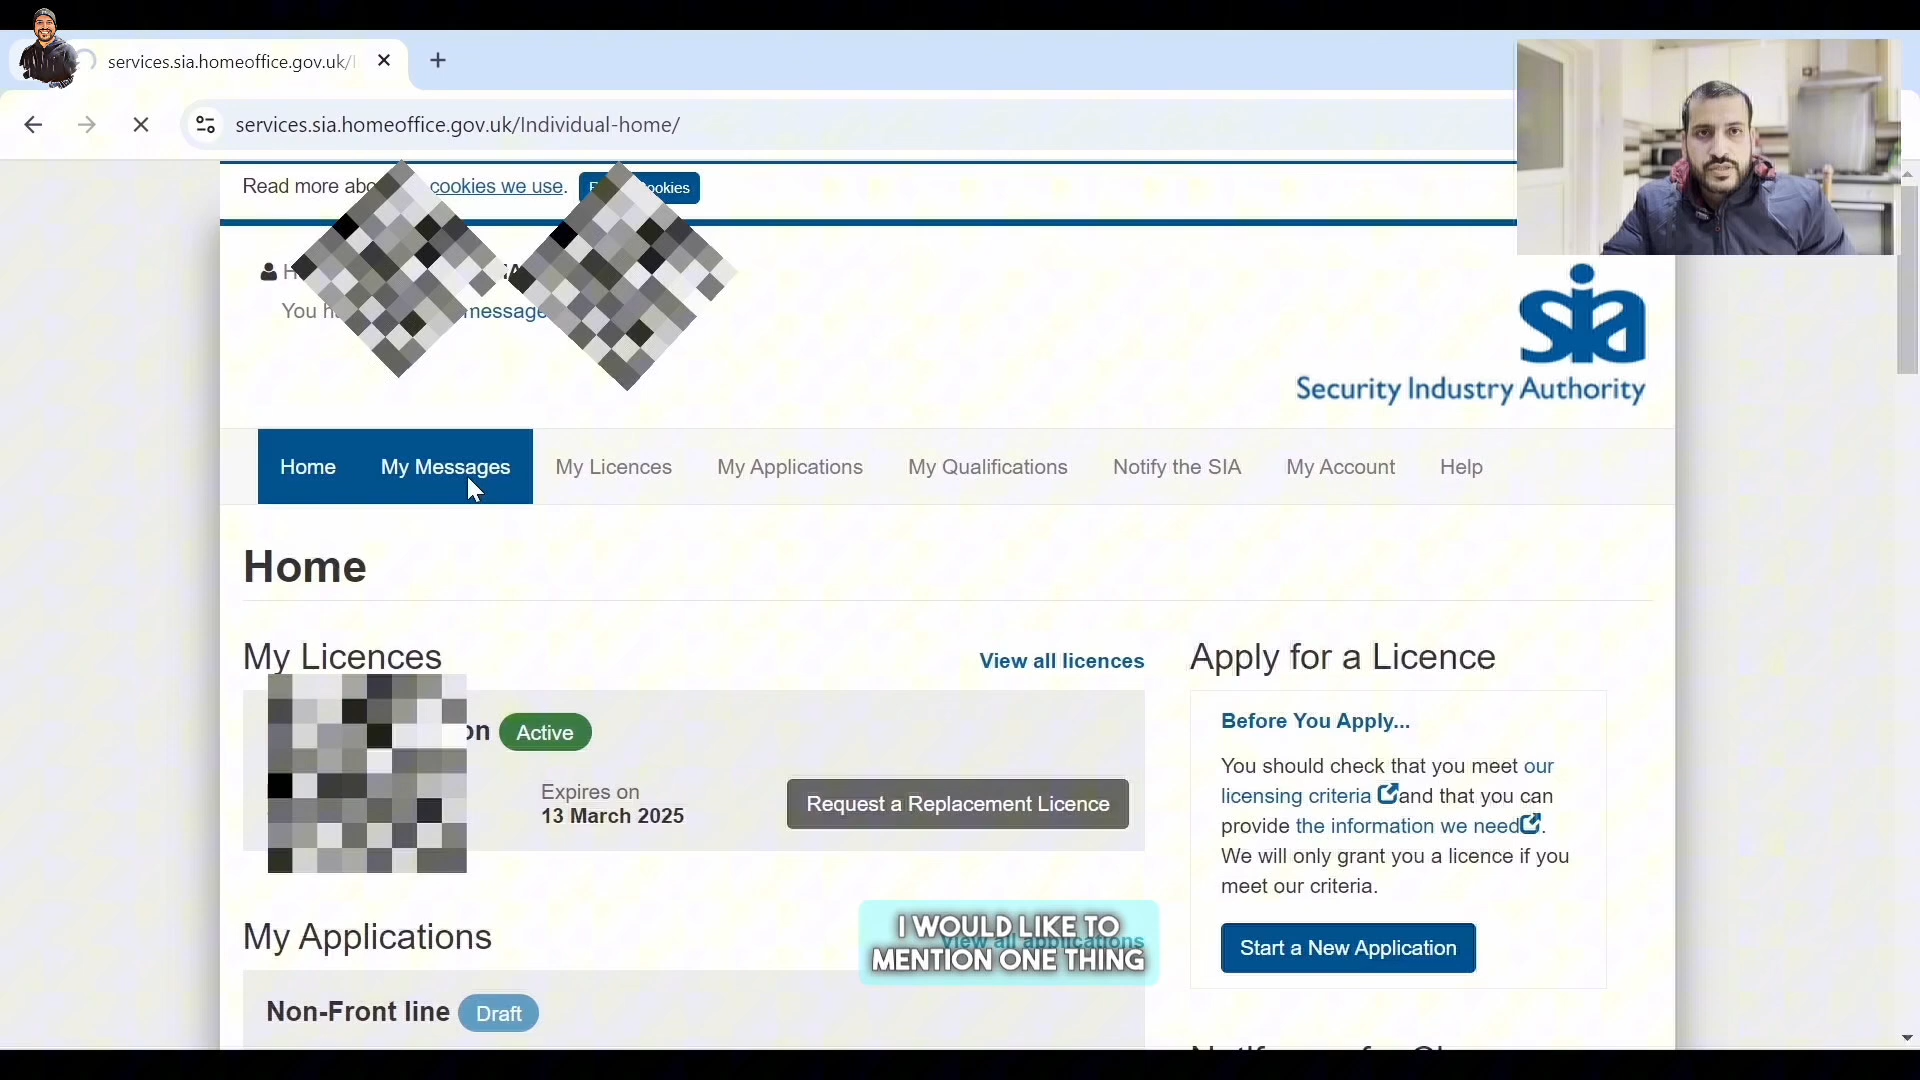 services.sia.homeoffice.gov.uk/
services.sia.homeoffice.gov.uk/Individual-home/
Read more cookies we use.
You message
sia
Security Industry Authority
Home My Messages My Licences My Applications My Qualifications Notify the SIA My Account Help
Home
My Licences
View all licences
Active
Expires on
13 March 2025
Request a Replacement Licence
My Applications
View all applications
I WOULD LIKE TO
MENTION ONE THING
Non-Front line Draft
Apply for a Licence
Before You Apply...
You should check that you meet our
licensing criteria and that you can
provide the information we need.
We will only grant you a licence if you
meet our criteria.
Start a New Application